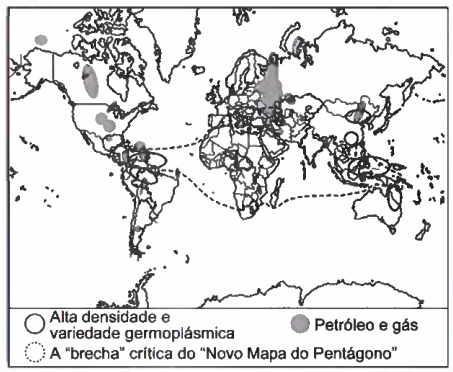 Alta densidade e
variedade germoplásmica
Petróleo e gás
A "brecha" crítica do "Novo Mapa do Pentágono"